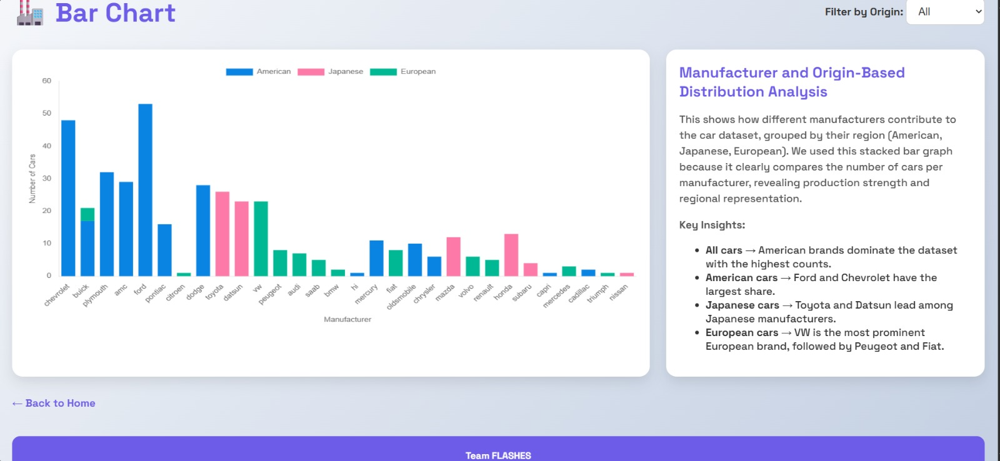 Bar Chart
Filter by Origin:
All
American
Japanese
European
60
50
40
30
20
10
0
Number of Cars
chevrolet
buick
plymouth
amc
ford
pontiac
citroen
dodge
toyota
datsun
vw
peugeot
audi
saab
bmw
hi
mercury
fiat
oldsmobile
chrysler
mazda
volvo
renault
honda
subaru
capri
mercedes
cadillac
triumph
nissan
Manufacturer
Manufacturer and Origin-Based
Distribution Analysis
This shows how different manufacturers contribute to
the car dataset, grouped by their region (American,
Japanese, European). We used this stacked bar graph
because it clearly compares the number of cars per
manufacturer, revealing production strength and
regional representation.
Key Insights:
• All cars → American brands dominate the dataset
with the highest counts.
• American cars → Ford and Chevrolet have the
largest share.
• Japanese cars → Toyota and Datsun lead among
Japanese manufacturers.
• European cars → VW is the most prominent
European brand, followed by Peugeot and Fiat.
← Back to Home
Team FLASHES